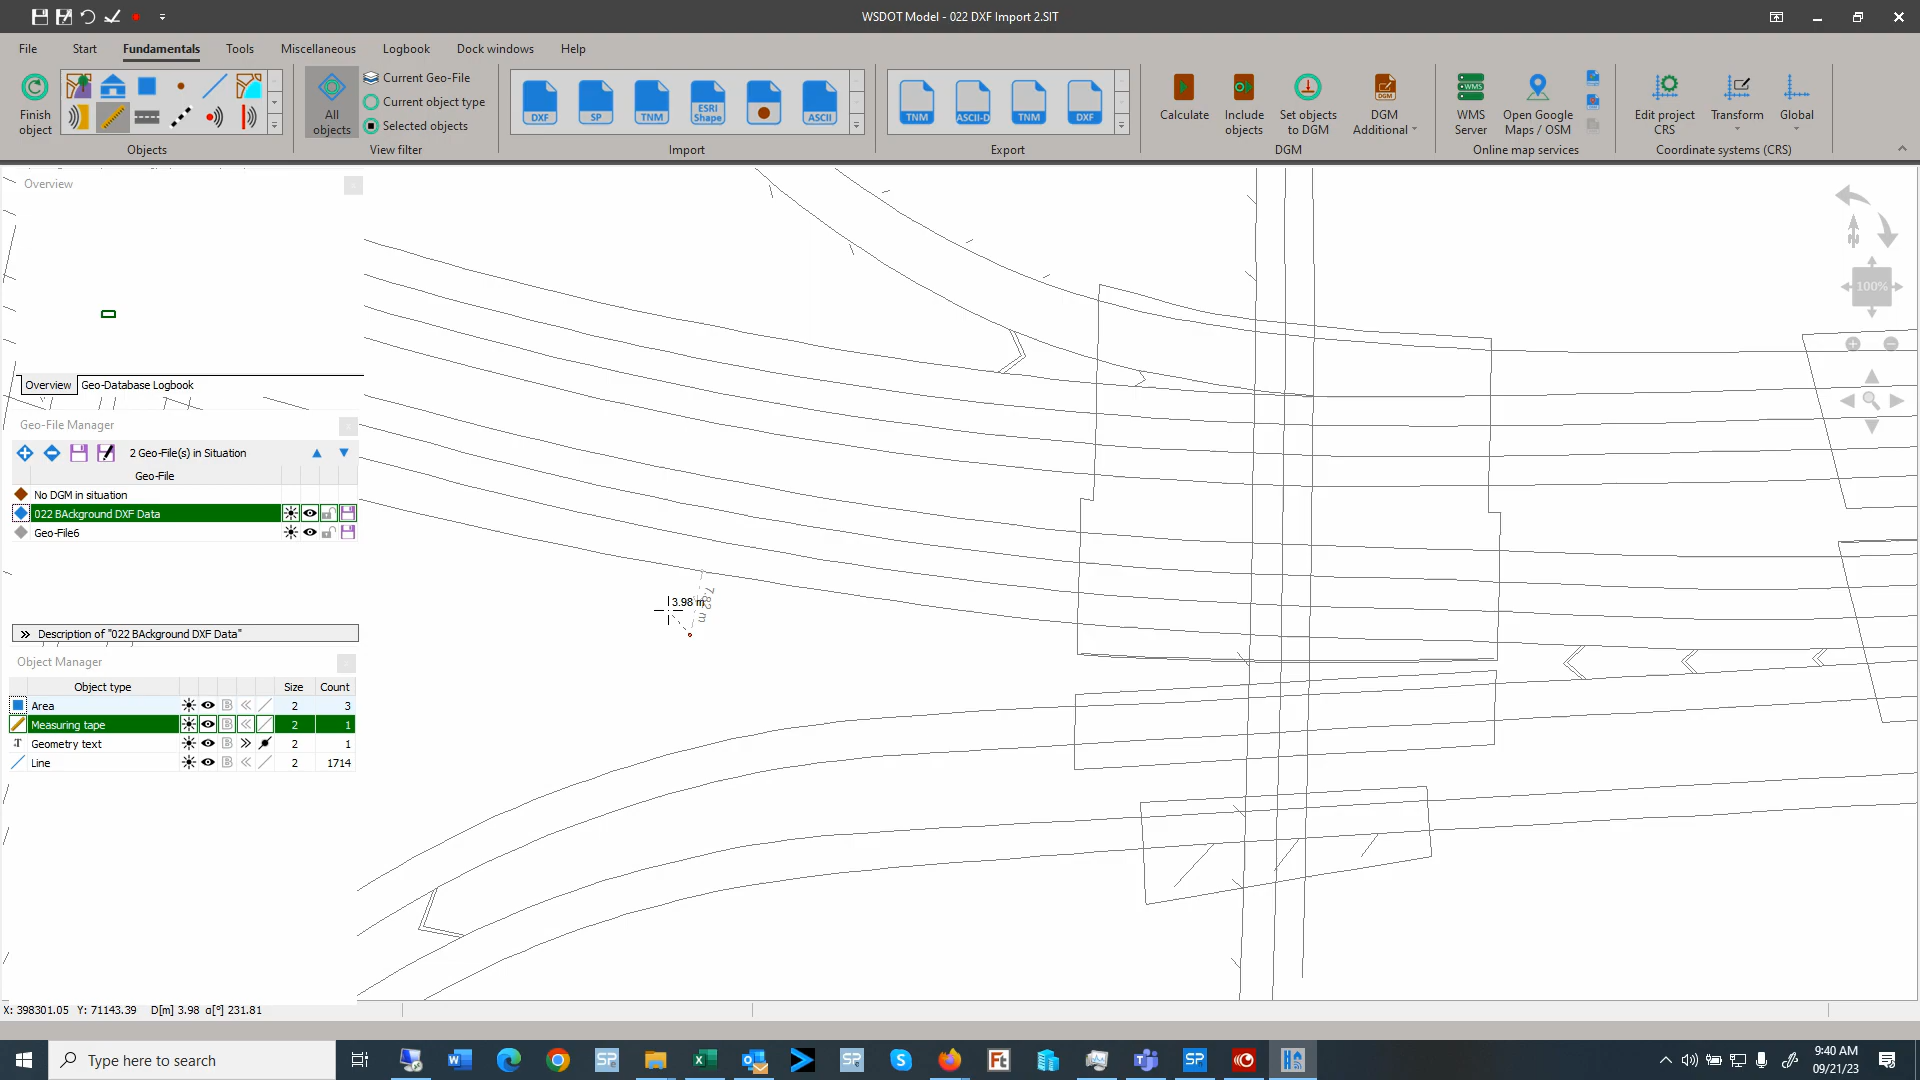 WSDOT Model - 022 DXF Import 2.SIT
File Start Fundamentals Tools Miscellaneous Logbook Dock windows Help
Finish object
Objects
All objects
Current Geo-File
Current object type
Selected objects
View filter
DXF SP TNM ESRI Shape ASCII
Import
TNM ASCII-D TNM DXF
Export
Calculate
Include objects
Set objects to DGM
DGM
DGM Additional
DGM
WMS
WMS Server
Open Google Maps / OSM
Online map services
Edit project CRS
Transform
Global
Coordinate systems (CRS)
Overview
Overview Geo-Database Logbook
Geo-File Manager
2 Geo-File(s) in Situation
Geo-File
No DGM in situation
022 BAckground DXF Data
Geo-File6
Description of "022 BAckground DXF Data"
Object Manager
Object type Size Count
Area B 2 3
Measuring tape B 2 1
Geometry text B 2 1
Line B 2 1714
3.98 m
7.82 m
N
100%
X: 398301.05 Y: 71143.39 D[m] 3.98 α[°] 231.81
Type here to search
9:40 AM
09/21/23